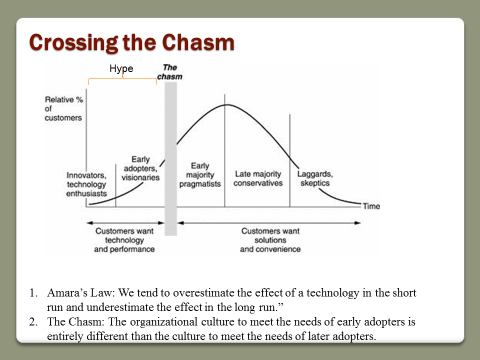 Crossing the Chasm
Hype
The
chasm
Relative %
of
customers
Innovators,
technology
enthusiasts
Early
adopters,
visionaries
Early
majority
pragmatists
Late majority
conservatives
Laggards,
skeptics
Time
Customers want
technology
and performance
Customers want
solutions
and convenience
1. Amara's Law: We tend to overestimate the effect of a technology in the short
run and underestimate the effect in the long run.”
2. The Chasm: The organizational culture to meet the needs of early adopters is
entirely different than the culture to meet the needs of later adopters.